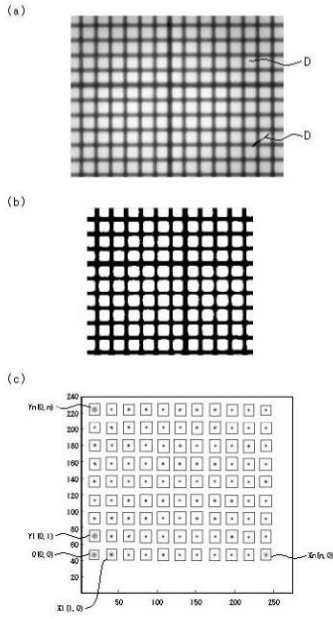 (a)
D
D
(b)
(c)
240
Yn(0, n)
220
200
180
160
140
120
100
80
Y1(0, 1)
60
O(0, 0)
40
Xn(n, 0)
20
X1(1, 0)
50
100
150
200
250